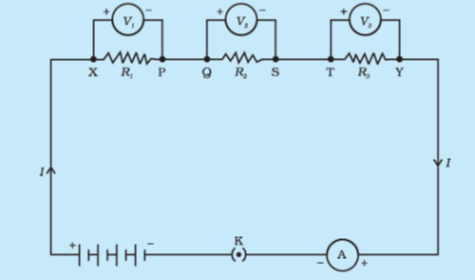 + V₁ − + V₂ − + V₃ −
X R₁ P Q R₂ S T R₃ Y
I I
+ − K − A +